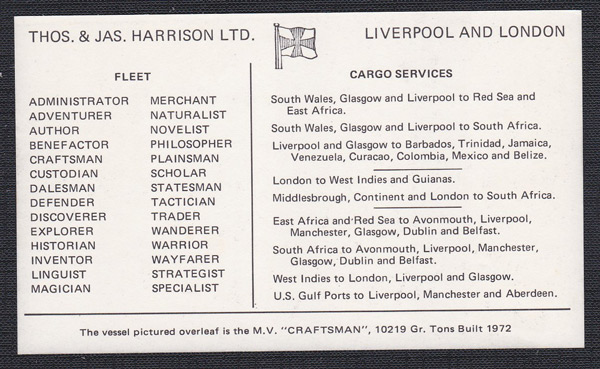 THOS. & JAS. HARRISON LTD.
LIVERPOOL AND LONDON
FLEET
ADMINISTRATOR MERCHANT
ADVENTURER NATURALIST
AUTHOR NOVELIST
BENEFACTOR PHILOSOPHER
CRAFTSMAN PLAINSMAN
CUSTODIAN SCHOLAR
DALESMAN STATESMAN
DEFENDER TACTICIAN
DISCOVERER TRADER
EXPLORER WANDERER
HISTORIAN WARRIOR
INVENTOR WAYFARER
LINGUIST STRATEGIST
MAGICIAN SPECIALIST
CARGO SERVICES
South Wales, Glasgow and Liverpool to Red Sea and
East Africa.
South Wales, Glasgow and Liverpool to South Africa.
Liverpool and Glasgow to Barbados, Trinidad, Jamaica,
Venezuela, Curacao, Colombia, Mexico and Belize.
London to West Indies and Guianas.
Middlesbrough, Continent and London to South Africa.
East Africa and Red Sea to Avonmouth, Liverpool,
Manchester, Glasgow, Dublin and Belfast.
South Africa to Avonmouth, Liverpool, Manchester,
Glasgow, Dublin and Belfast.
West Indies to London, Liverpool and Glasgow.
U.S. Gulf Ports to Liverpool, Manchester and Aberdeen.
The vessel pictured overleaf is the M.V. "CRAFTSMAN", 10219 Gr. Tons Built 1972